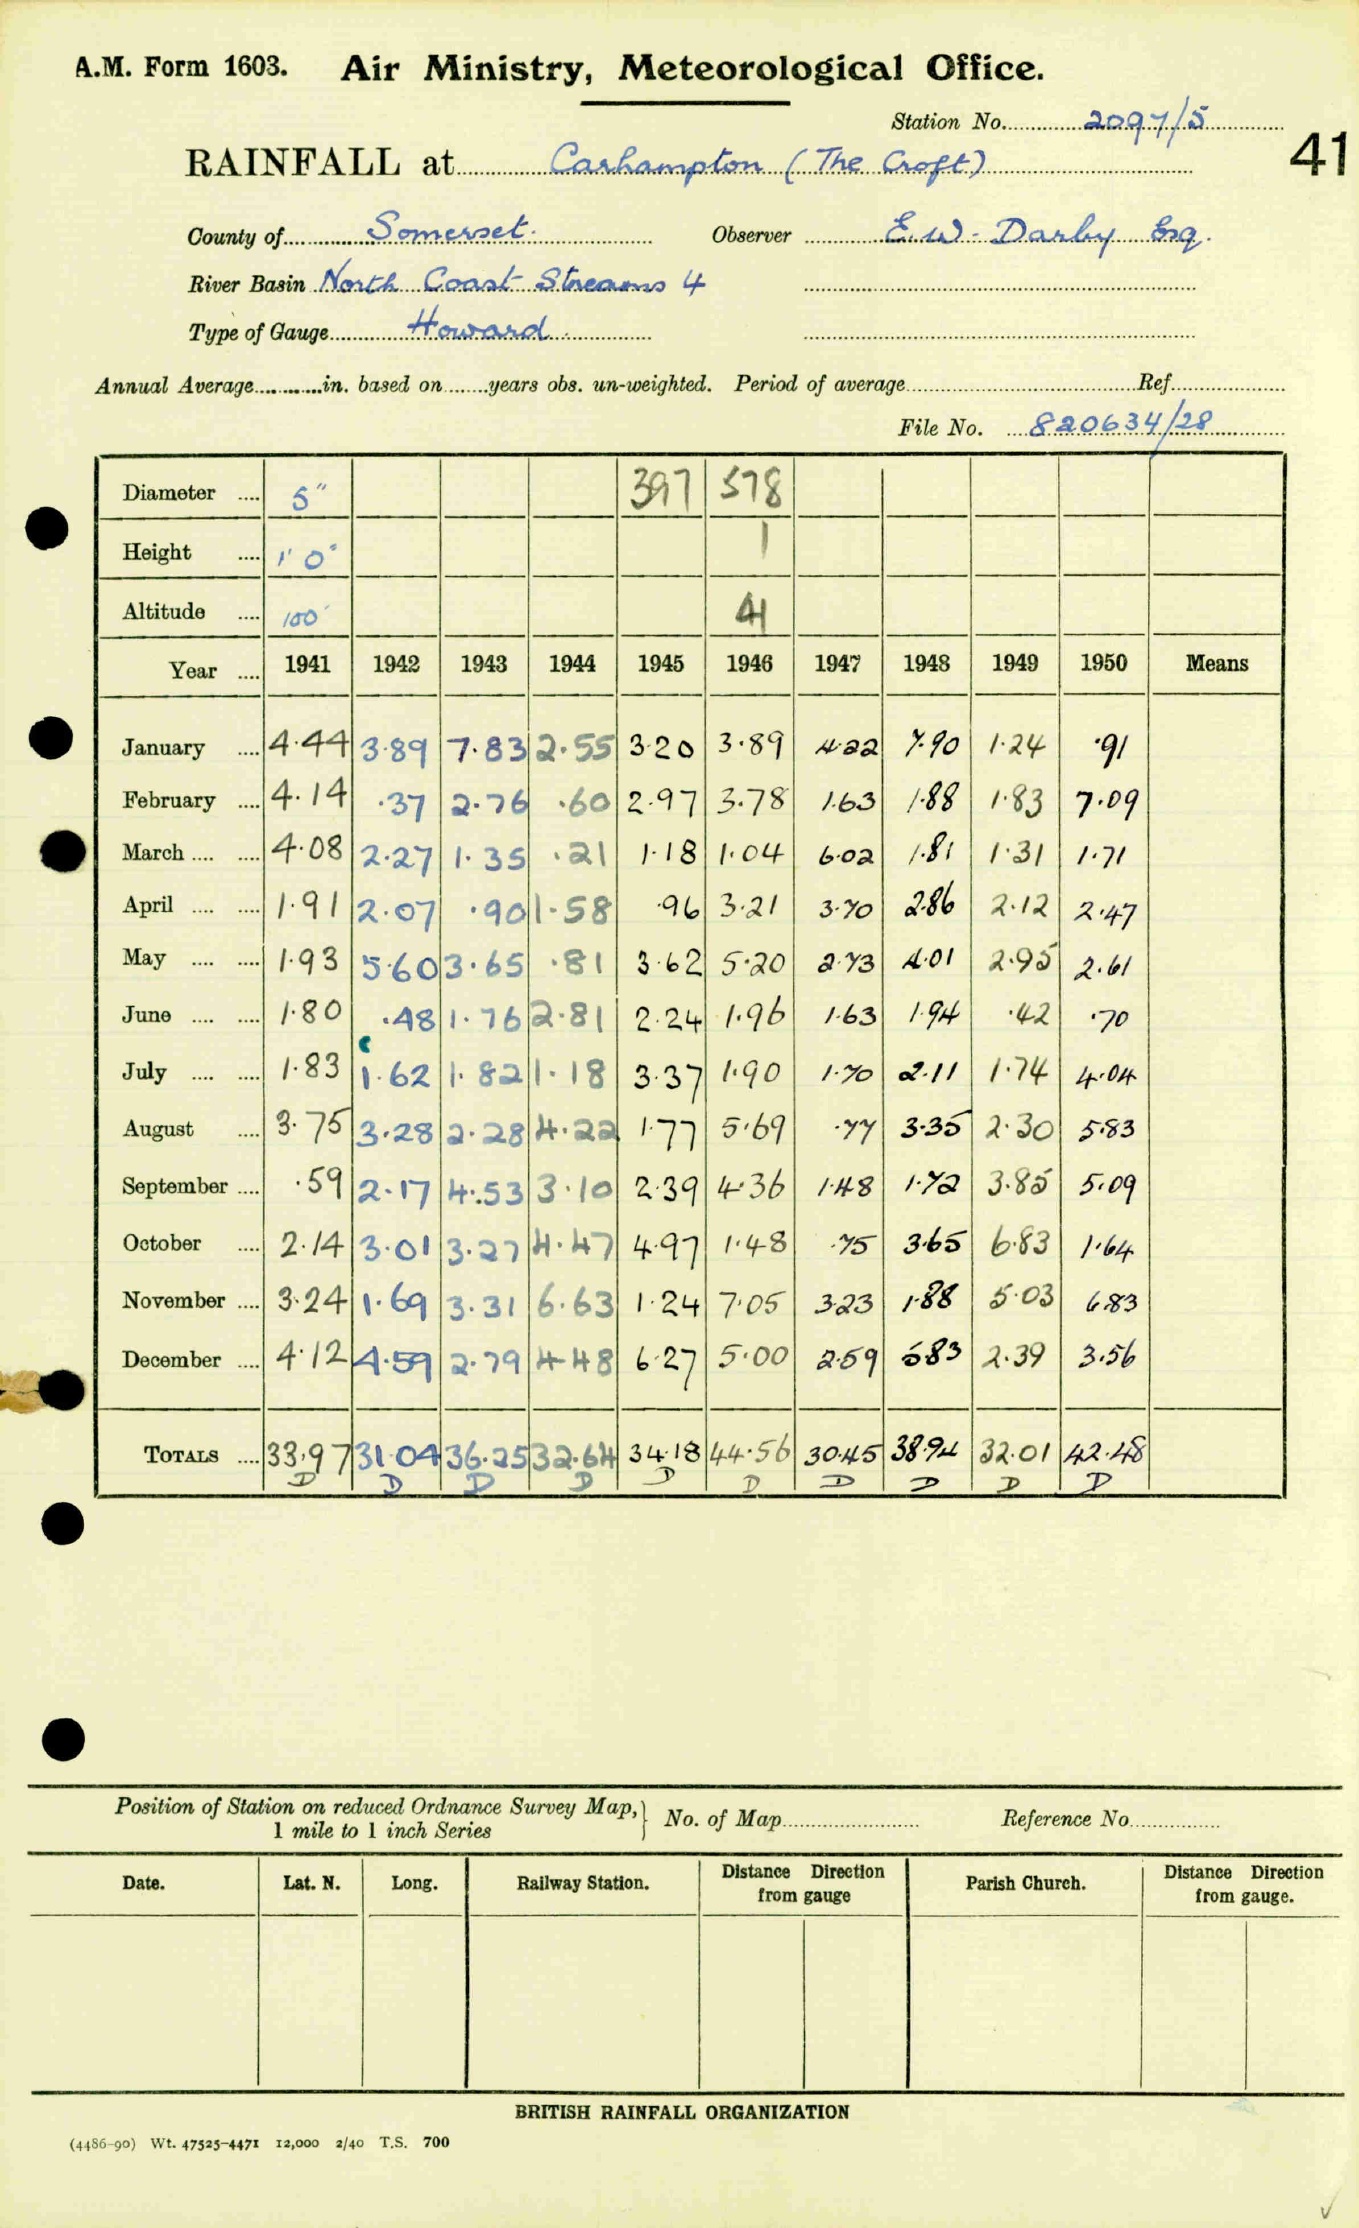 A.M. Form 1603. Air Ministry, Meteorological Office.
Station No. 2097/5
41
RAINFALL at Carhampton (The Croft)
County of Somerset. Observer E.W. Darby Esq.
River Basin North Coast Streams 4
Type of Gauge Howard
Annual Average in. based on years obs. un-weighted. Period of average Ref.
File No. 820634/28
Diameter 5" 397 578
Height 1' 0" 1
Altitude 100' 41
Year 1941 1942 1943 1944 1945 1946 1947 1948 1949 1950 Means
January 4.44 3.89 7.83 2.55 3.20 3.89 4.22 7.90 1.24 .91
February 4.14 .37 2.76 .60 2.97 3.78 1.63 1.88 1.83 7.09
March 4.08 2.27 1.35 .21 1.18 1.04 6.02 1.81 1.31 1.71
April 1.91 2.07 .90 1.58 .96 3.21 3.70 2.86 2.12 2.47
May 1.93 5.60 3.65 .81 3.62 5.20 2.73 4.01 2.95 2.61
June 1.80 .48 1.76 2.81 2.24 1.96 1.63 1.94 .42 .70
July 1.83 1.62 1.82 1.18 3.37 1.90 1.70 2.11 1.74 4.04
August 3.75 3.28 2.28 4.22 1.77 5.69 .77 3.35 2.30 5.83
September .59 2.17 4.53 3.10 2.39 4.36 1.48 1.72 3.85 5.09
October 2.14 3.01 3.27 4.47 4.97 1.48 .75 3.65 6.83 1.64
November 3.24 1.69 3.31 6.63 1.24 7.05 3.23 1.88 5.03 6.83
December 4.12 4.59 2.79 4.48 6.27 5.00 2.59 5.83 2.39 3.56
TOTALS 33.97 31.04 36.25 32.64 34.18 44.56 30.45 38.94 32.01 42.48
D D D D D D D D D D
Position of Station on reduced Ordnance Survey Map, 1 mile to 1 inch Series } No. of Map Reference No.
Date. Lat. N. Long. Railway Station. Distance Direction from gauge Parish Church. Distance Direction from gauge.
BRITISH RAINFALL ORGANIZATION
(4486-90) Wt. 47525-4471 12,000 2/40 T.S. 700